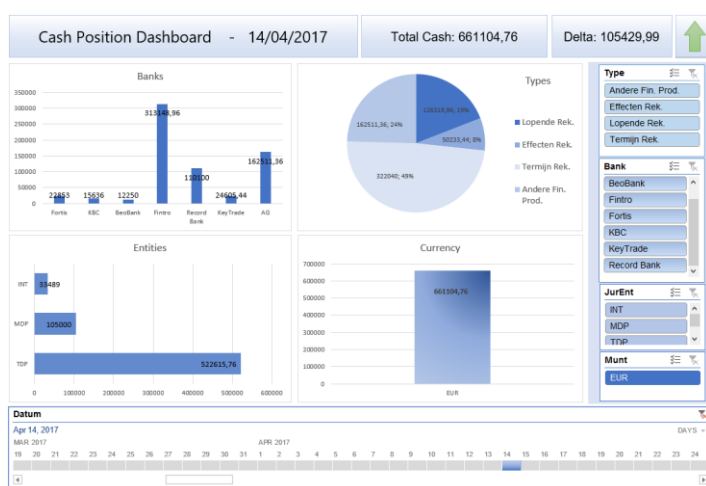 Cash Position Dashboard - 14/04/2017
Total Cash: 661104,76
Delta: 105429,99
Banks
350000
300000
250000
200000
150000
100000
50000
0
22853
15636
12250
313148,96
110100
24605,44
162511,36
Fortis
KBC
BeoBank
Fintro
Record Bank
KeyTrade
AG
Types
162511,36; 24%
50233,44; 8%
322040; 49%
Lopende Rek.
Effecten Rek.
Termijn Rek.
Andere Fin. Prod.
Entities
INT
33489
MDP
105000
TDP
522615,76
0
100000
200000
300000
400000
500000
600000
Currency
700000
600000
500000
400000
300000
200000
100000
0
661104,76
EUR
Type
Andere Fin. Prod.
Effecten Rek.
Lopende Rek.
Termijn Rek.
Bank
BeoBank
Fintro
Fortis
KBC
KeyTrade
Record Bank
JurEnt
INT
MDP
TDP
Munt
EUR
Datum
Apr 14, 2017
DAYS
MAR 2017
APR 2017
19 20 21 22 23 24 25 26 27 28 29 30 31 1 2 3 4 5 6 7 8 9 10 11 12 13 14 15 16 17 18 19 20 21 22 23 24